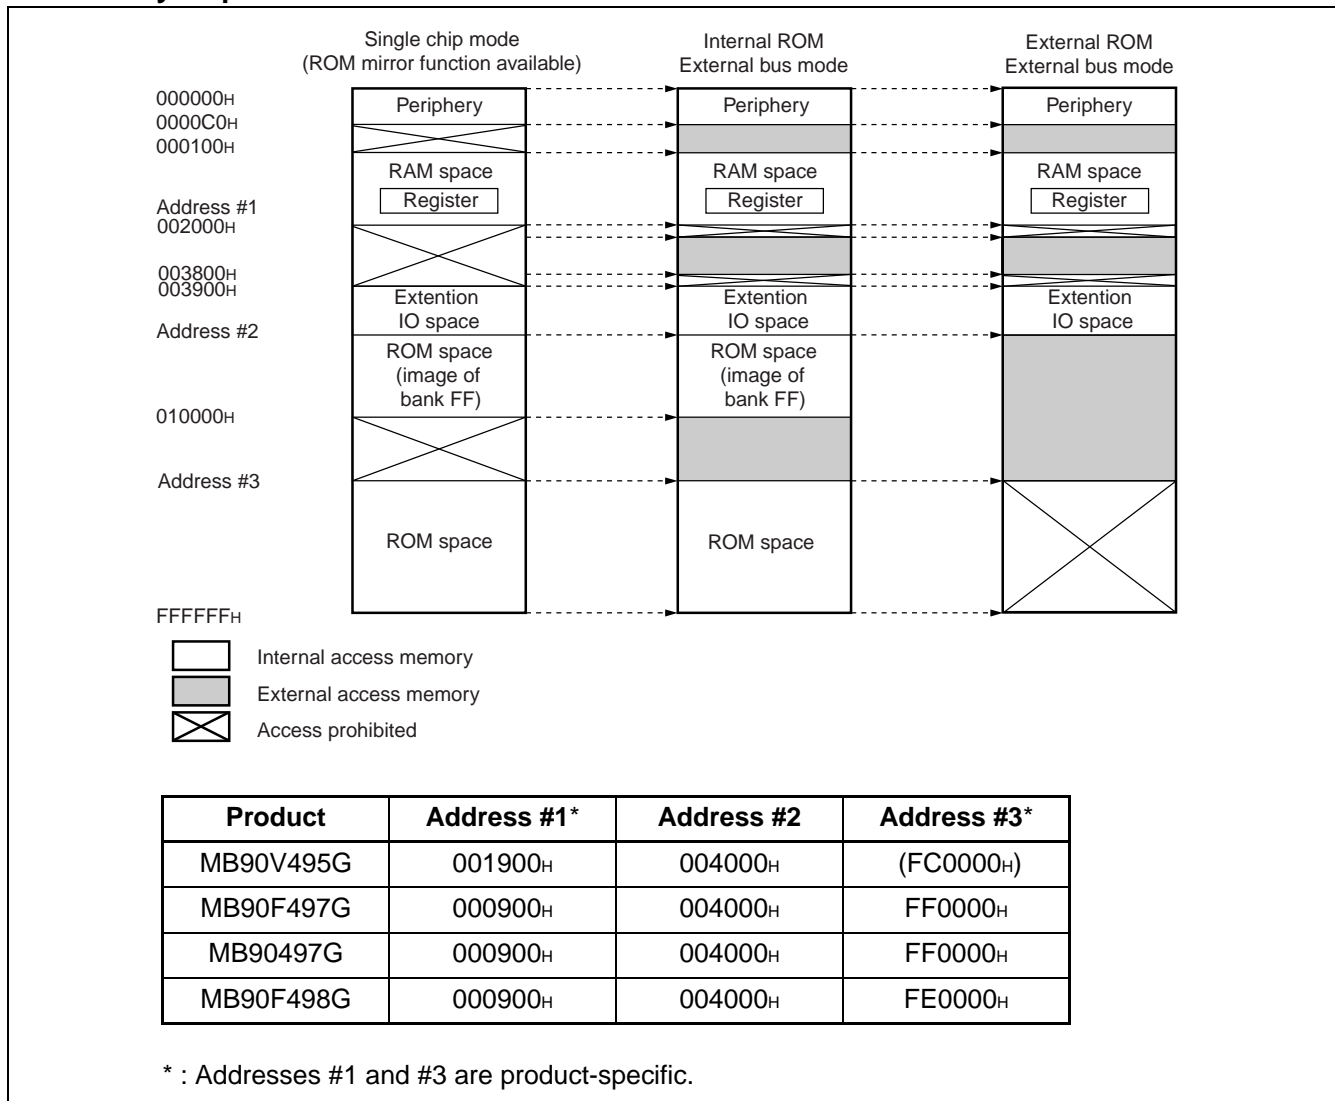 Single chip mode
(ROM mirror function available)
Internal ROM
External bus mode
External ROM
External bus mode
000000H
0000C0H
000100H
Address #1
002000H
003800H
003900H
Address #2
010000H
Address #3
FFFFFFH
Periphery
RAM space
Register
Extention
IO space
ROM space
(image of
bank FF)
ROM space
Periphery
RAM space
Register
Extention
IO space
ROM space
(image of
bank FF)
ROM space
Periphery
RAM space
Register
Extention
IO space
Internal access memory
External access memory
Access prohibited
Product Address #1* Address #2 Address #3*
MB90V495G 001900H 004000H (FC0000H)
MB90F497G 000900H 004000H FF0000H
MB90497G 000900H 004000H FF0000H
MB90F498G 000900H 004000H FE0000H
* : Addresses #1 and #3 are product-specific.